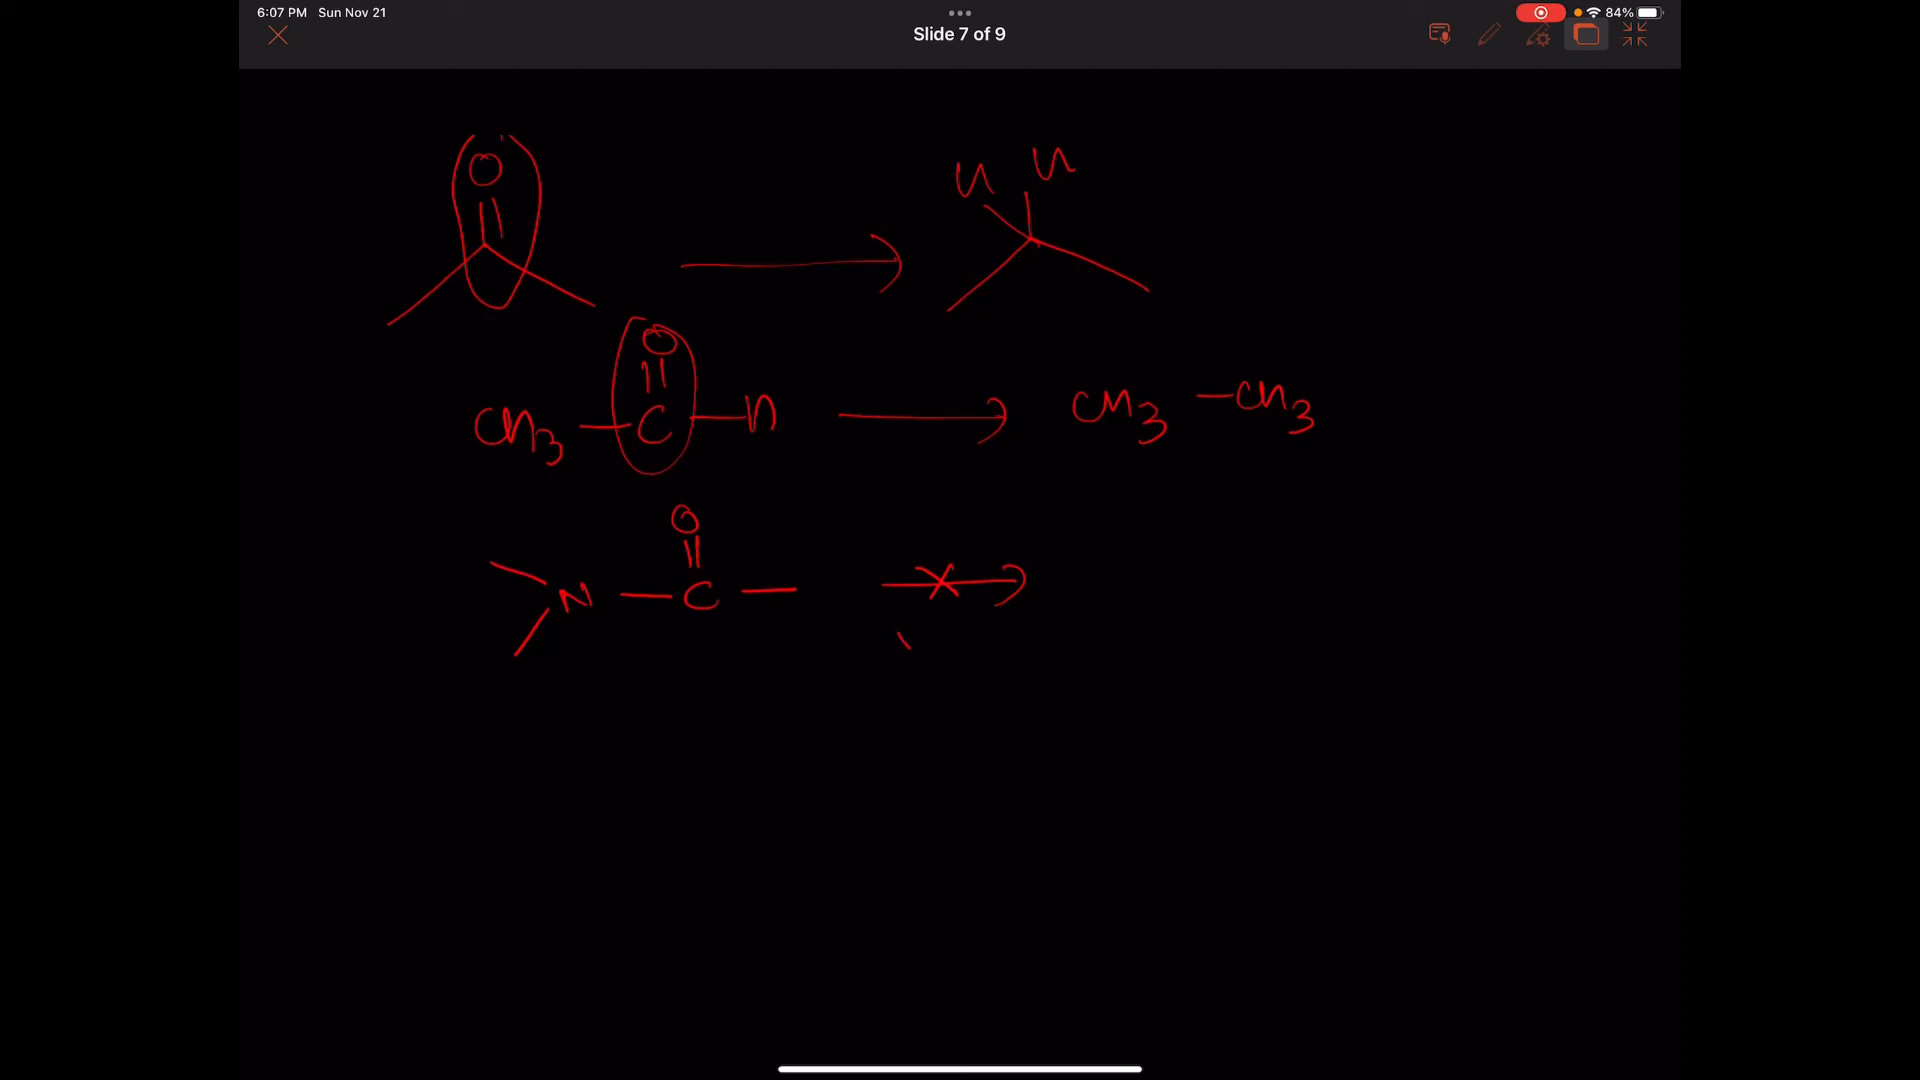 6:07 PM Sun Nov 21
84%
Slide 7 of 9
O
H H
O
CH3 — C — H → CH3 — CH3
O
N — C —